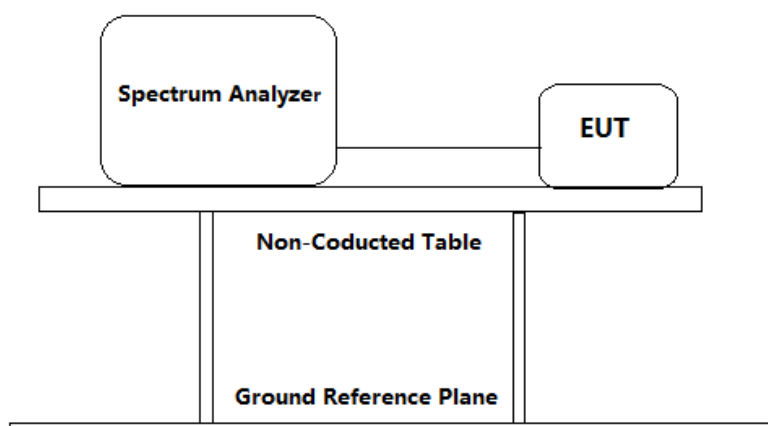 Spectrum Analyzer
EUT
Non-Coducted Table
Ground Reference Plane